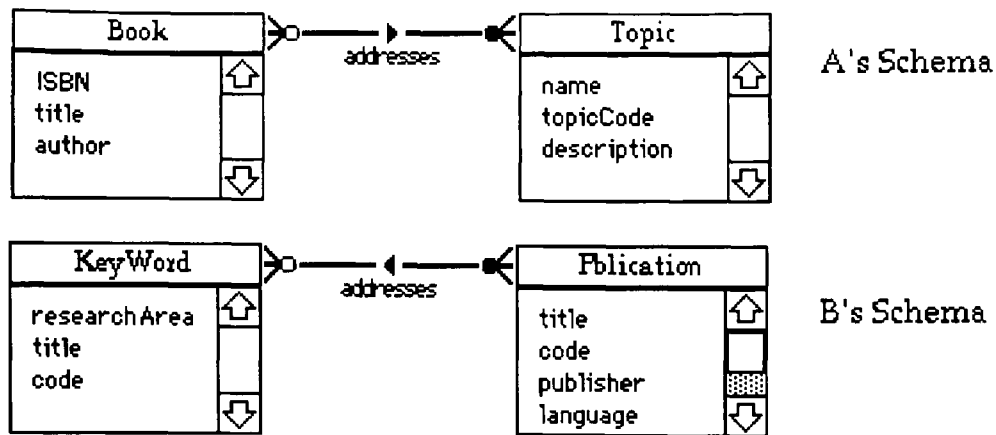 Book
addresses
Topic
A's Schema
ISBN
title
author
name
topicCode
description
KeyWord
addresses
Pblication
B's Schema
researchArea
title
code
title
code
publisher
language